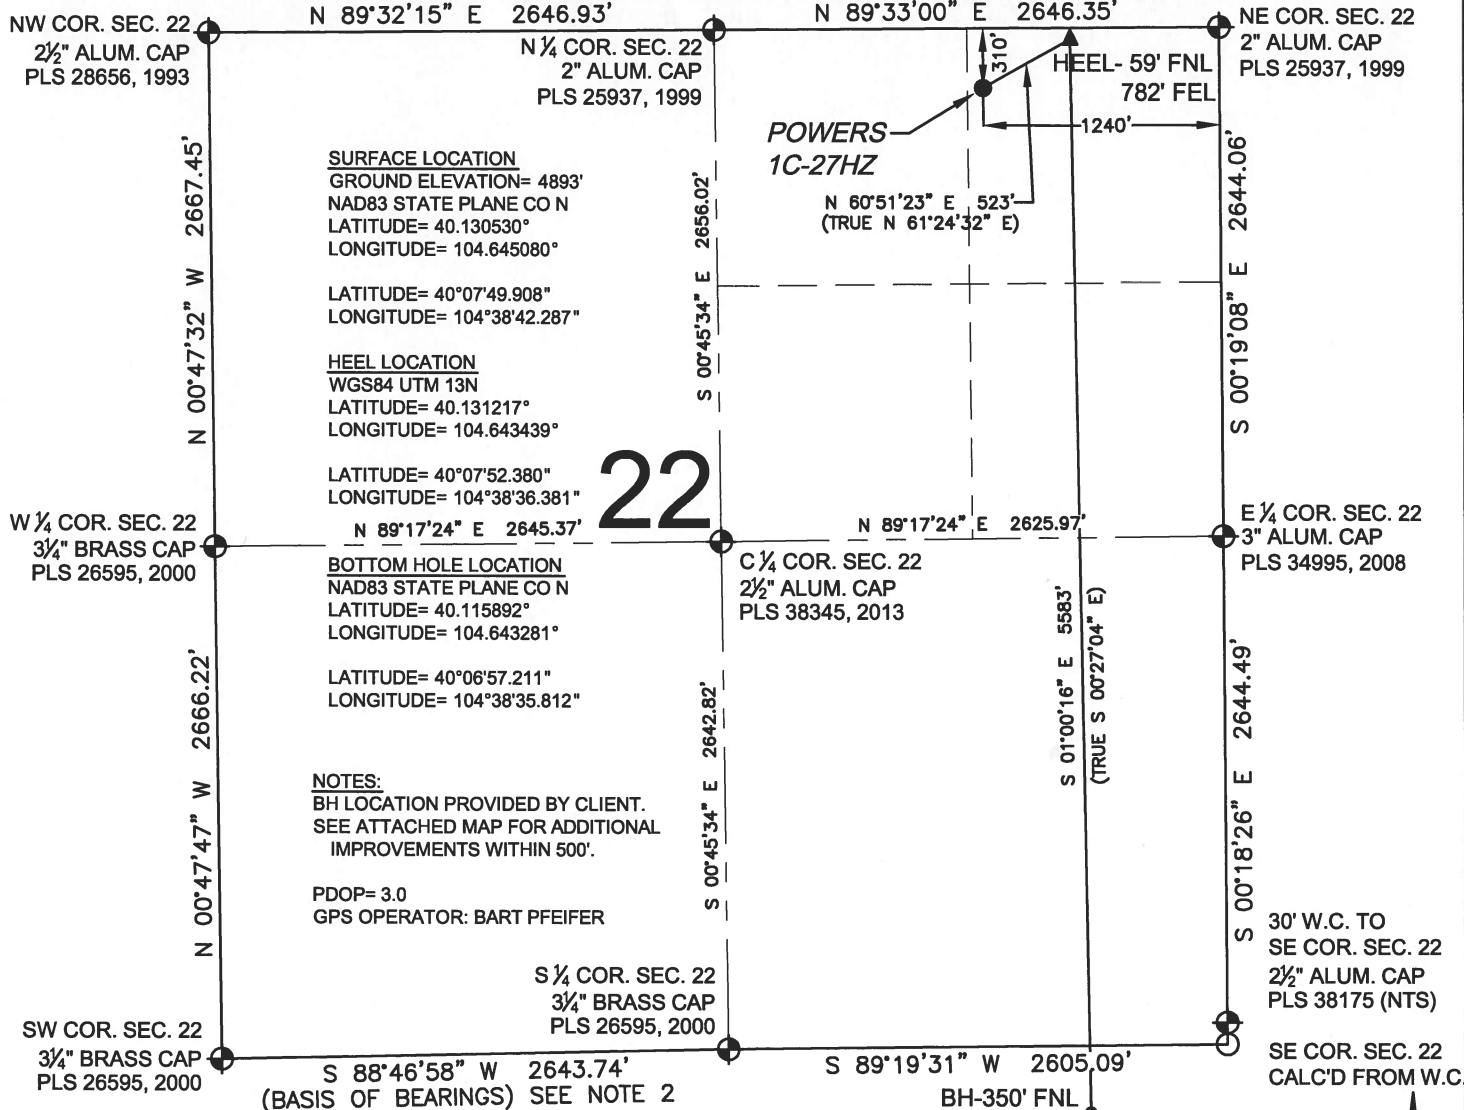 N 89°32'15" E 2646.93'
N 89°33'00" E 2646.35'
NW COR. SEC. 22
2½" ALUM. CAP
PLS 28656, 1993
N ¼ COR. SEC. 22
2" ALUM. CAP
PLS 25937, 1999
NE COR. SEC. 22
2" ALUM. CAP
PLS 25937, 1999
310'
HEEL- 59' FNL
782' FEL
1240'
POWERS
1C-27HZ
N 60°51'23" E 523'
(TRUE N 61°24'32" E)
N 00°47'32" W 2667.45'
SURFACE LOCATION
GROUND ELEVATION= 4893'
NAD83 STATE PLANE CO N
LATITUDE= 40.130530°
LONGITUDE= 104.645080°
LATITUDE= 40°07'49.908"
LONGITUDE= 104°38'42.287"
HEEL LOCATION
WGS84 UTM 13N
LATITUDE= 40.131217°
LONGITUDE= 104.643439°
LATITUDE= 40°07'52.380"
LONGITUDE= 104°38'36.381"
S 00°45'34" E 2656.02'
S 00°19'08" E 2644.06'
22
W ¼ COR. SEC. 22
3¼" BRASS CAP
PLS 26595, 2000
N 89°17'24" E 2645.37'
N 89°17'24" E 2625.97'
E ¼ COR. SEC. 22
3" ALUM. CAP
PLS 34995, 2008
C ¼ COR. SEC. 22
2½" ALUM. CAP
PLS 38345, 2013
BOTTOM HOLE LOCATION
NAD83 STATE PLANE CO N
LATITUDE= 40.115892°
LONGITUDE= 104.643281°
LATITUDE= 40°06'57.211"
LONGITUDE= 104°38'35.812"
N 00°47'47" W 2666.22'
S 00°45'34" E 2642.82'
S 01°00'16" E 5583'
(TRUE S 00°27'04" E)
S 00°18'26" E 2644.49'
NOTES:
BH LOCATION PROVIDED BY CLIENT.
SEE ATTACHED MAP FOR ADDITIONAL
IMPROVEMENTS WITHIN 500'.
PDOP= 3.0
GPS OPERATOR: BART PFEIFER
30' W.C. TO
SE COR. SEC. 22
2½" ALUM. CAP
PLS 38175 (NTS)
S ¼ COR. SEC. 22
3¼" BRASS CAP
PLS 26595, 2000
SW COR. SEC. 22
3¼" BRASS CAP
PLS 26595, 2000
S 88°46'58" W 2643.74'
(BASIS OF BEARINGS) SEE NOTE 2
S 89°19'31" W 2605.09'
SE COR. SEC. 22
CALC'D FROM W.C.
BH-350' FNL